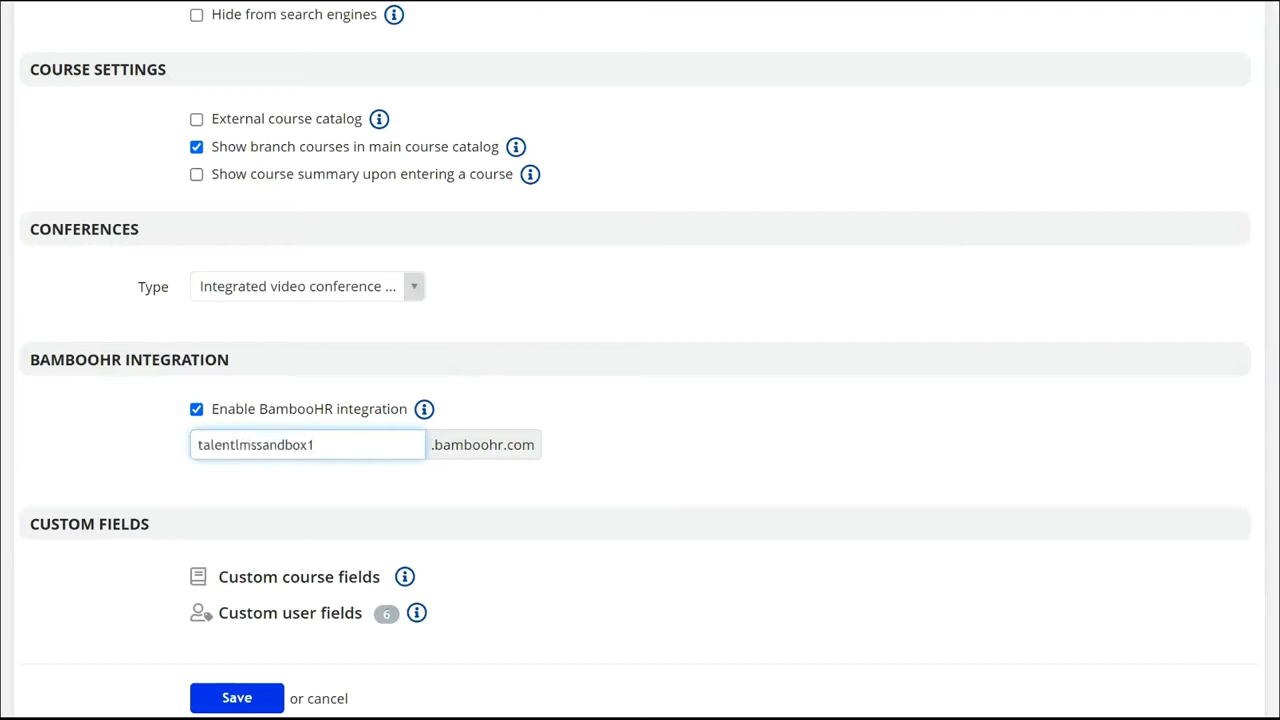 Hide from search engines
COURSE SETTINGS
External course catalog
Show branch courses in main course catalog
Show course summary upon entering a course
CONFERENCES
Type Integrated video conference ...
BAMBOOHR INTEGRATION
Enable BambooHR integration
talentlmssandbox1 .bamboohr.com
CUSTOM FIELDS
Custom course fields
Custom user fields 6
Save or cancel